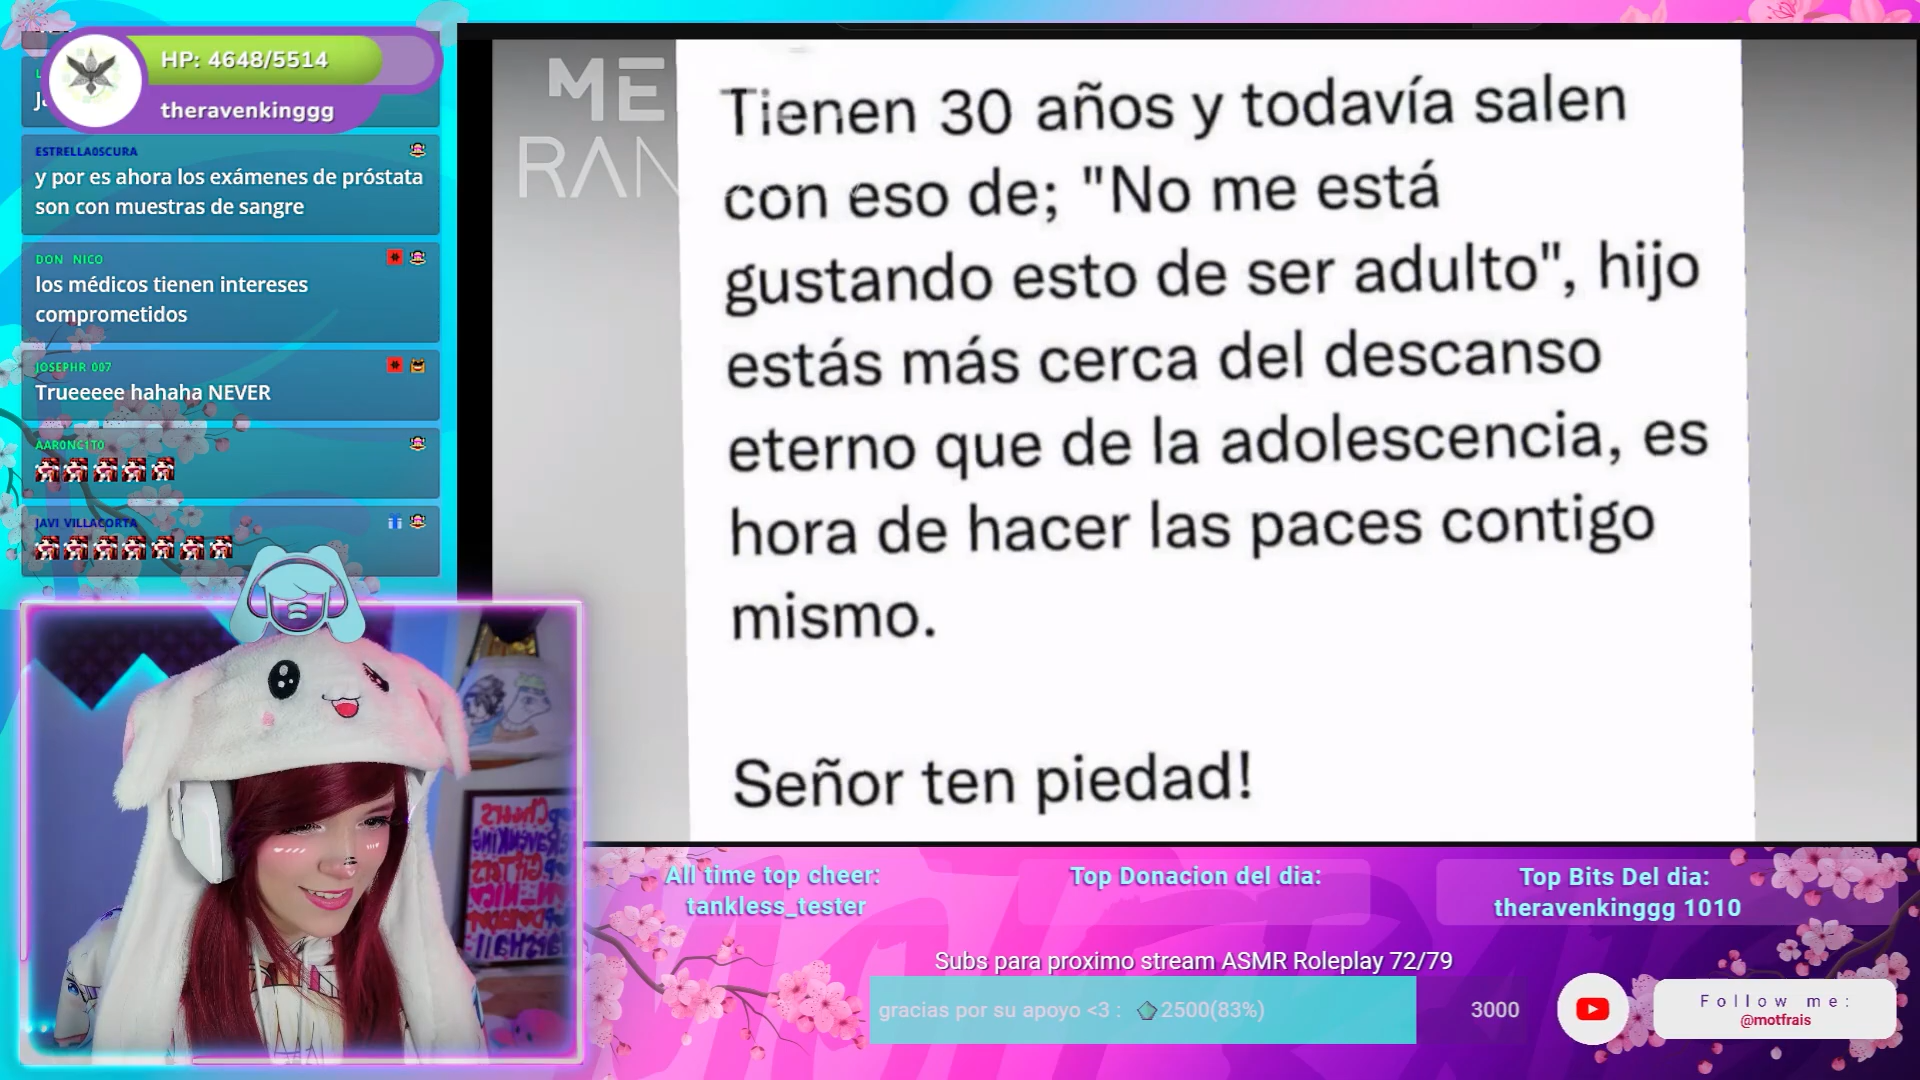 HP: 4648/5514
theravenkinggg
ESTRELLA0SCURA
y por es ahora los exámenes de próstata
son con muestras de sangre
DON NICO
los médicos tienen intereses
comprometidos
JOSEPHR 007
Trueeeee hahaha NEVER
AAR0NC1T0
JAVI VILLACORTA
ME
RAN
Tienen 30 años y todavía salen
con eso de; "No me está
gustando esto de ser adulto", hijo
estás más cerca del descanso
eterno que de la adolescencia, es
hora de hacer las paces contigo
mismo.
Señor ten piedad!
All time top cheer:
tankless_tester
Top Donacion del dia:
Top Bits Del dia:
theravenkinggg 1010
Subs para proximo stream ASMR Roleplay 72/79
gracias por su apoyo <3 : 2500(83%)
3000
Follow me:
@motfrais